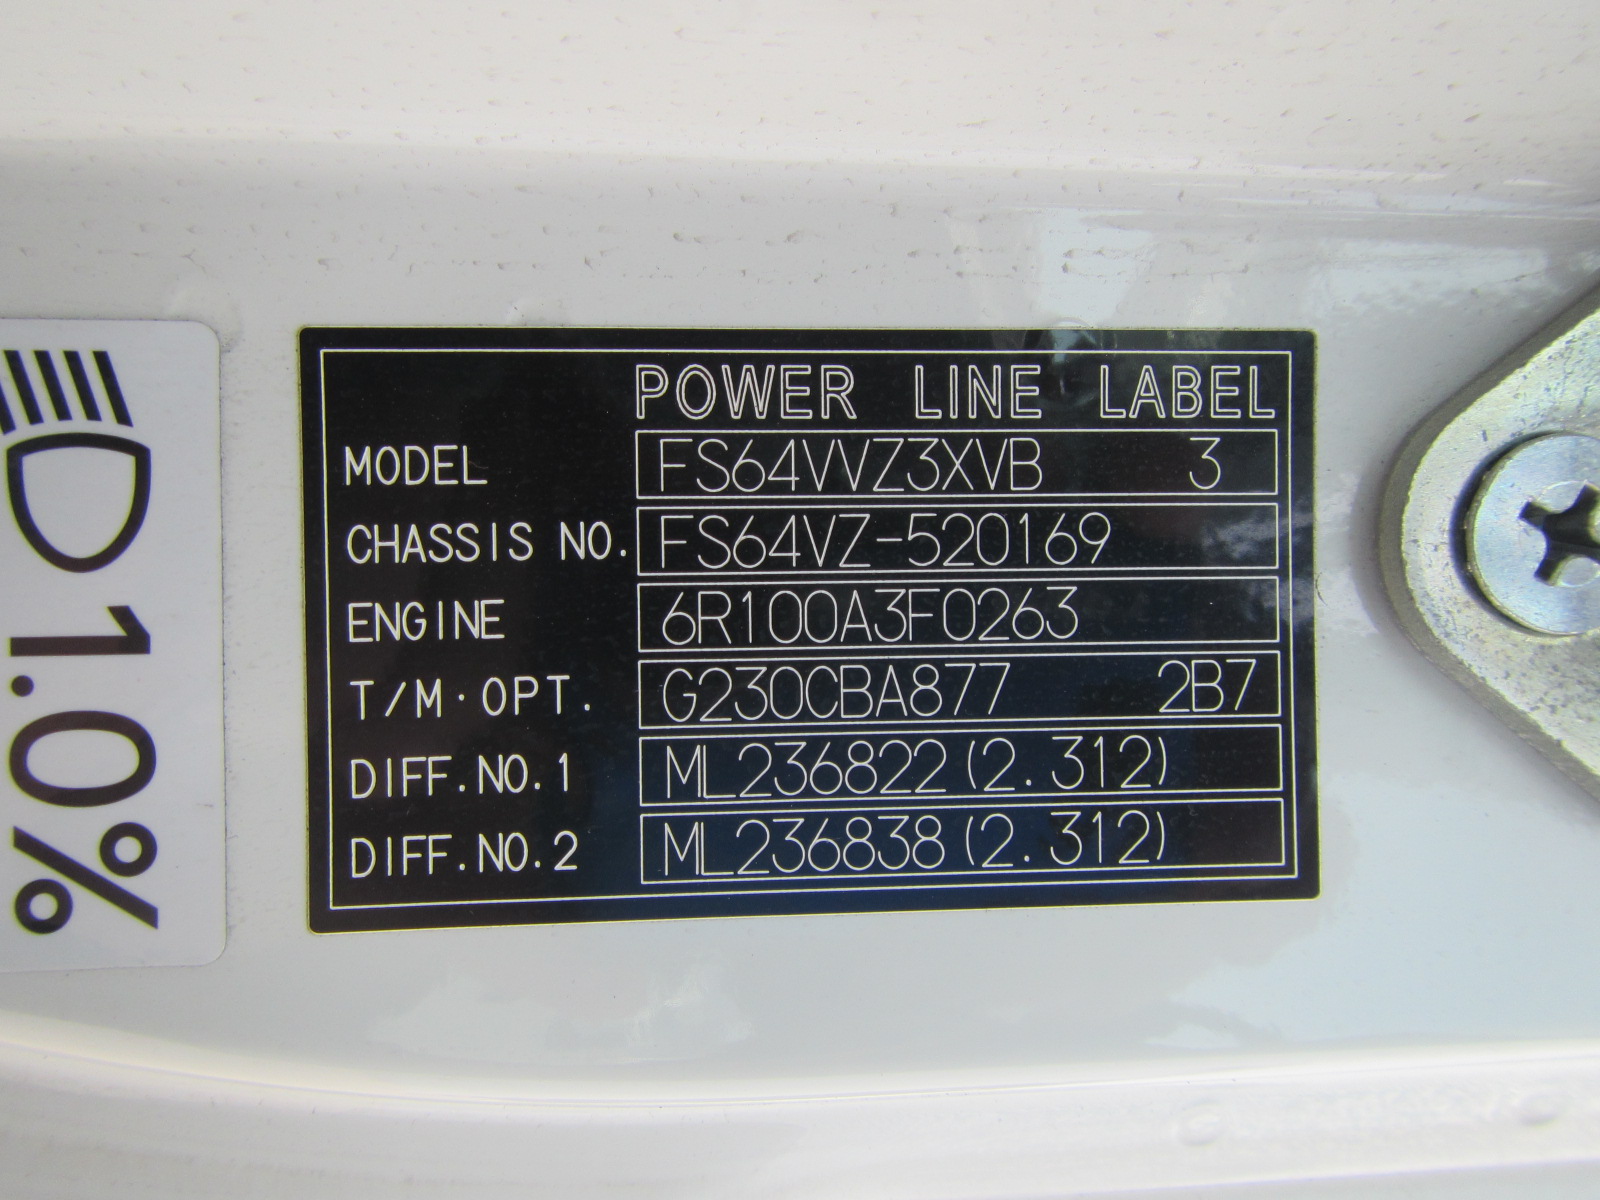 POWER LINE LABEL
MODEL FS64VVZ3XVB 3
CHASSIS NO. FS64VZ-520169
ENGINE 6R100A3F0263
T/M·OPT. G230CBA877 2B7
DIFF.NO.1 ML236822(2.312)
DIFF.NO.2 ML236838(2.312)
1.0%